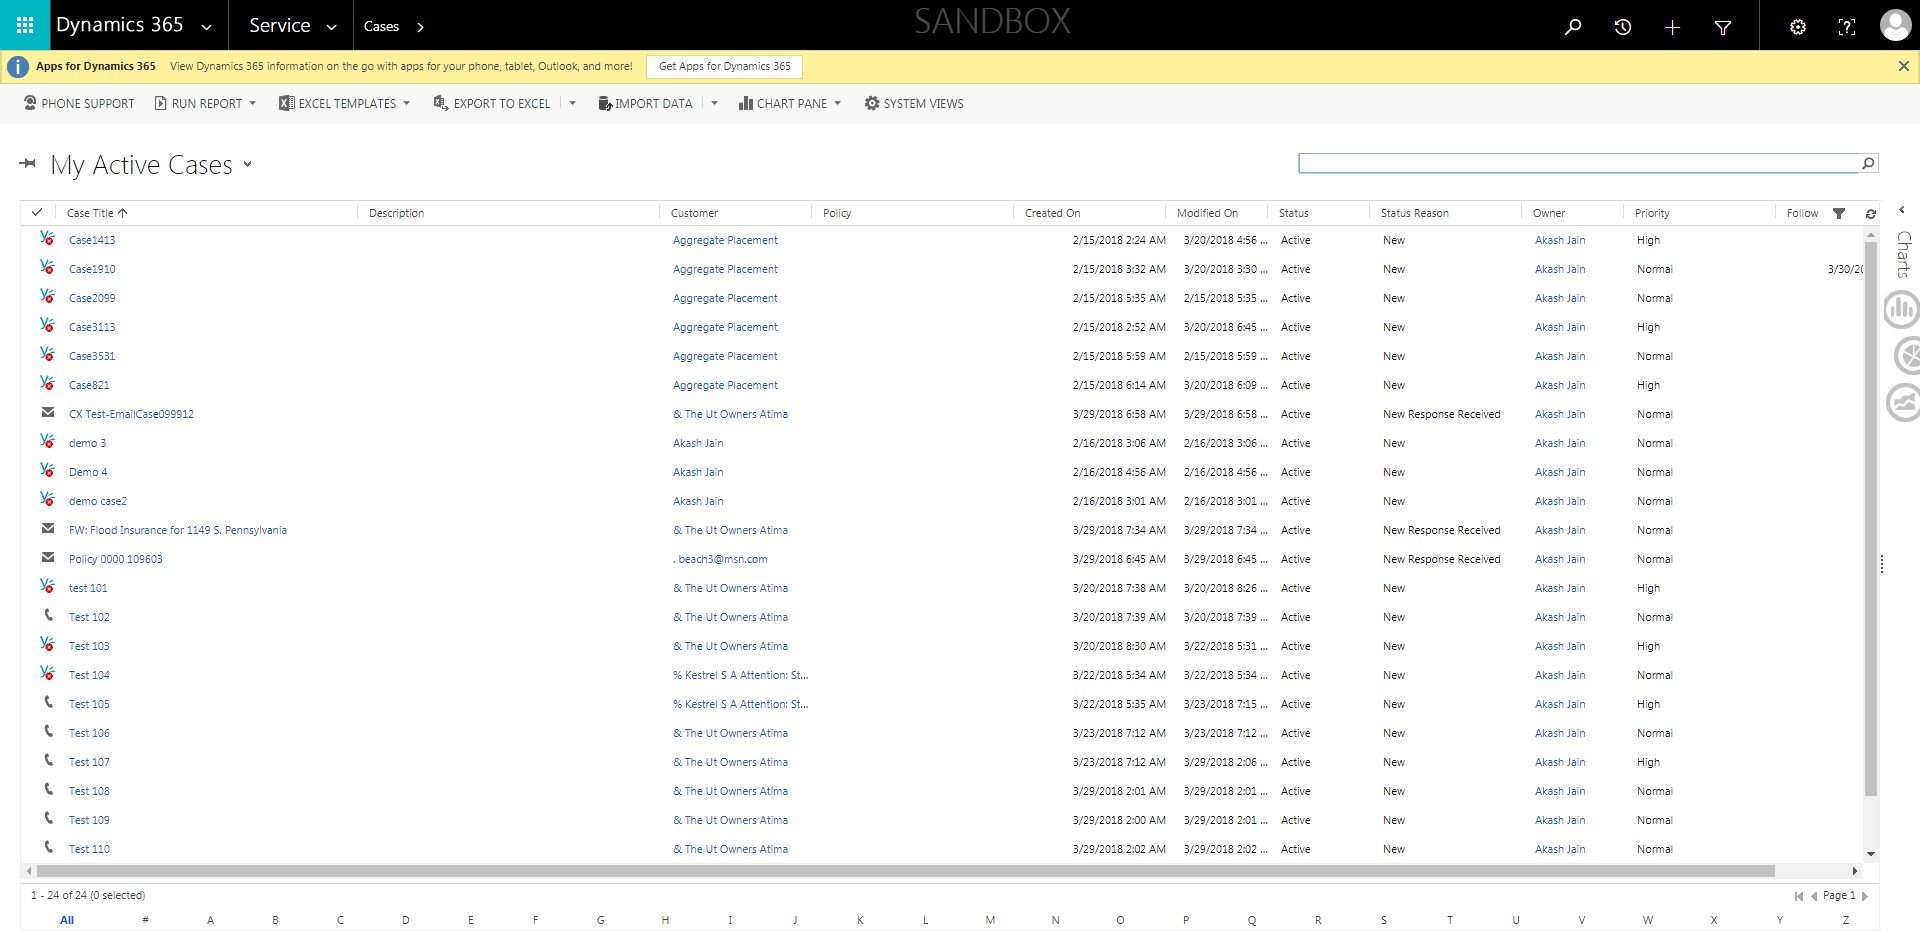 Dynamics 365 Service Cases SANDBOX
Apps for Dynamics 365 View Dynamics 365 information on the go with apps for your phone, tablet, Outlook, and more! Get Apps for Dynamics 365
PHONE SUPPORT RUN REPORT EXCEL TEMPLATES EXPORT TO EXCEL IMPORT DATA CHART PANE SYSTEM VIEWS
My Active Cases
Case Title Description Customer Policy Created On Modified On Status Status Reason Owner Priority Follow
Case1413 Aggregate Placement 2/15/2018 2:24 AM 3/20/2018 4:56 ... Active New Akash Jain High
Case1910 Aggregate Placement 2/15/2018 3:32 AM 3/20/2018 3:30 ... Active New Akash Jain Normal 3/30/20
Case2099 Aggregate Placement 2/15/2018 5:35 AM 2/15/2018 5:35 ... Active New Akash Jain Normal
Case3113 Aggregate Placement 2/15/2018 2:52 AM 3/20/2018 6:45 ... Active New Akash Jain High
Case3531 Aggregate Placement 2/15/2018 5:59 AM 2/15/2018 5:59 ... Active New Akash Jain Normal
Case821 Aggregate Placement 2/15/2018 6:14 AM 3/20/2018 6:09 ... Active New Akash Jain High
CX Test-EmailCase099912 & The Ut Owners Atima 3/29/2018 6:58 AM 3/29/2018 6:58 ... Active New Response Received Akash Jain Normal
demo 3 Akash Jain 2/16/2018 3:06 AM 2/16/2018 3:06 ... Active New Akash Jain Normal
Demo 4 Akash Jain 2/16/2018 4:56 AM 2/16/2018 4:56 ... Active New Akash Jain Normal
demo case2 Akash Jain 2/16/2018 3:01 AM 2/16/2018 3:01 ... Active New Akash Jain Normal
FW: Flood Insurance for 1149 S. Pennsylvania & The Ut Owners Atima 3/29/2018 7:34 AM 3/29/2018 7:34 ... Active New Response Received Akash Jain Normal
Policy 0000 109603 . beach3@msn.com 3/29/2018 6:45 AM 3/29/2018 6:45 ... Active New Response Received Akash Jain Normal
test 101 & The Ut Owners Atima 3/20/2018 7:38 AM 3/20/2018 8:26 ... Active New Akash Jain High
Test 102 & The Ut Owners Atima 3/20/2018 7:39 AM 3/20/2018 7:39 ... Active New Akash Jain Normal
Test 103 & The Ut Owners Atima 3/20/2018 8:30 AM 3/22/2018 5:31 ... Active New Akash Jain High
Test 104 % Kestrel S A Attention: St... 3/22/2018 5:34 AM 3/22/2018 5:34 ... Active New Akash Jain Normal
Test 105 % Kestrel S A Attention: St... 3/22/2018 5:35 AM 3/23/2018 7:15 ... Active New Akash Jain High
Test 106 & The Ut Owners Atima 3/23/2018 7:12 AM 3/23/2018 7:12 ... Active New Akash Jain Normal
Test 107 & The Ut Owners Atima 3/23/2018 7:12 AM 3/29/2018 2:06 ... Active New Akash Jain High
Test 108 & The Ut Owners Atima 3/29/2018 2:01 AM 3/29/2018 2:01 ... Active New Akash Jain Normal
Test 109 & The Ut Owners Atima 3/29/2018 2:00 AM 3/29/2018 2:01 ... Active New Akash Jain Normal
Test 110 & The Ut Owners Atima 3/29/2018 2:02 AM 3/29/2018 2:02 ... Active New Akash Jain Normal
Charts
1 - 24 of 24 (0 selected) Page 1
All # A B C D E F G H I J K L M N O P Q R S T U V W X Y Z